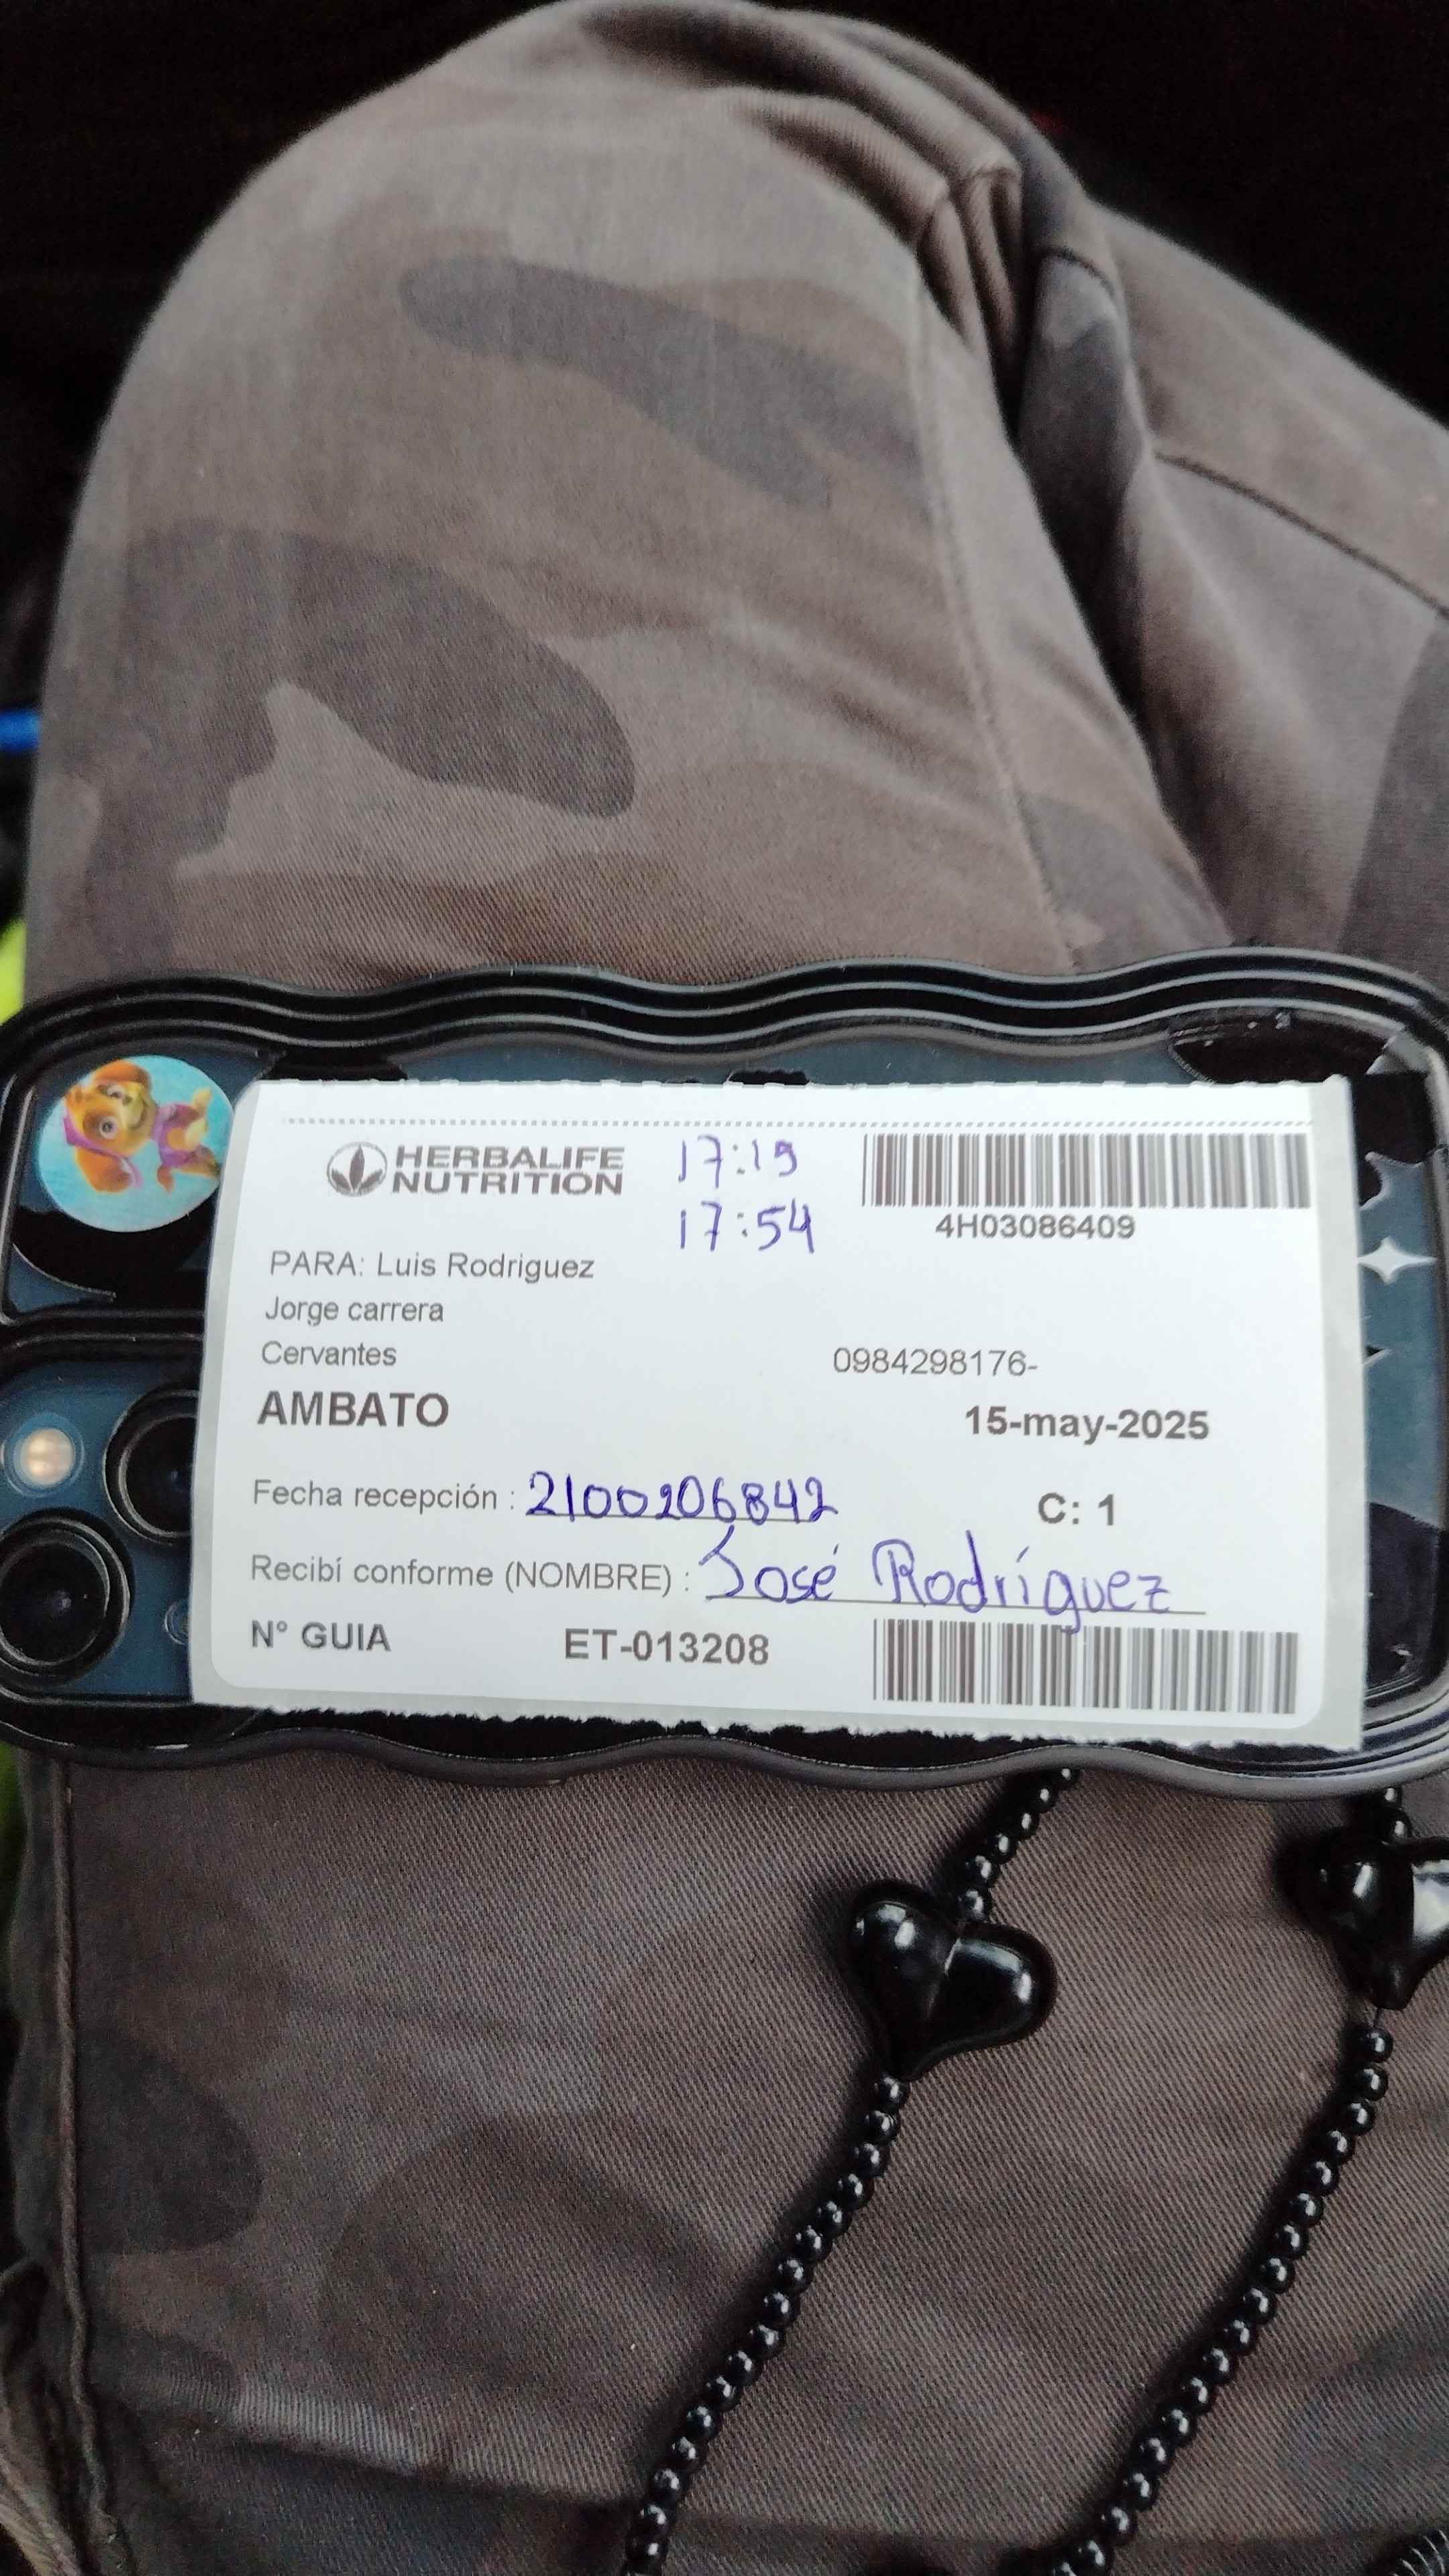 HERBALIFE
NUTRITION
17:19
17:54
4H03086409
PARA: Luis Rodriguez
Jorge carrera
Cervantes
0984298176-
AMBATO
15-may-2025
Fecha recepción : 2100206842
C: 1
Recibí conforme (NOMBRE) : José Rodríguez
N° GUIA ET-013208